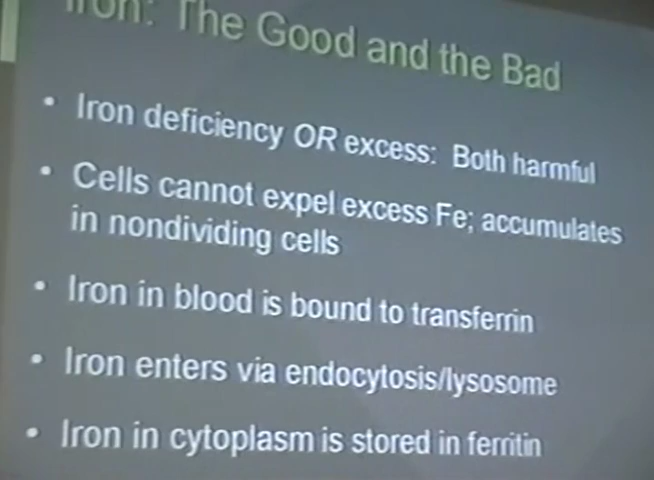 Iron: The Good and the Bad
• Iron deficiency OR excess: Both harmful
• Cells cannot expel excess Fe; accumulates
in nondividing cells
• Iron in blood is bound to transferrin
• Iron enters via endocytosis/lysosome
• Iron in cytoplasm is stored in ferritin